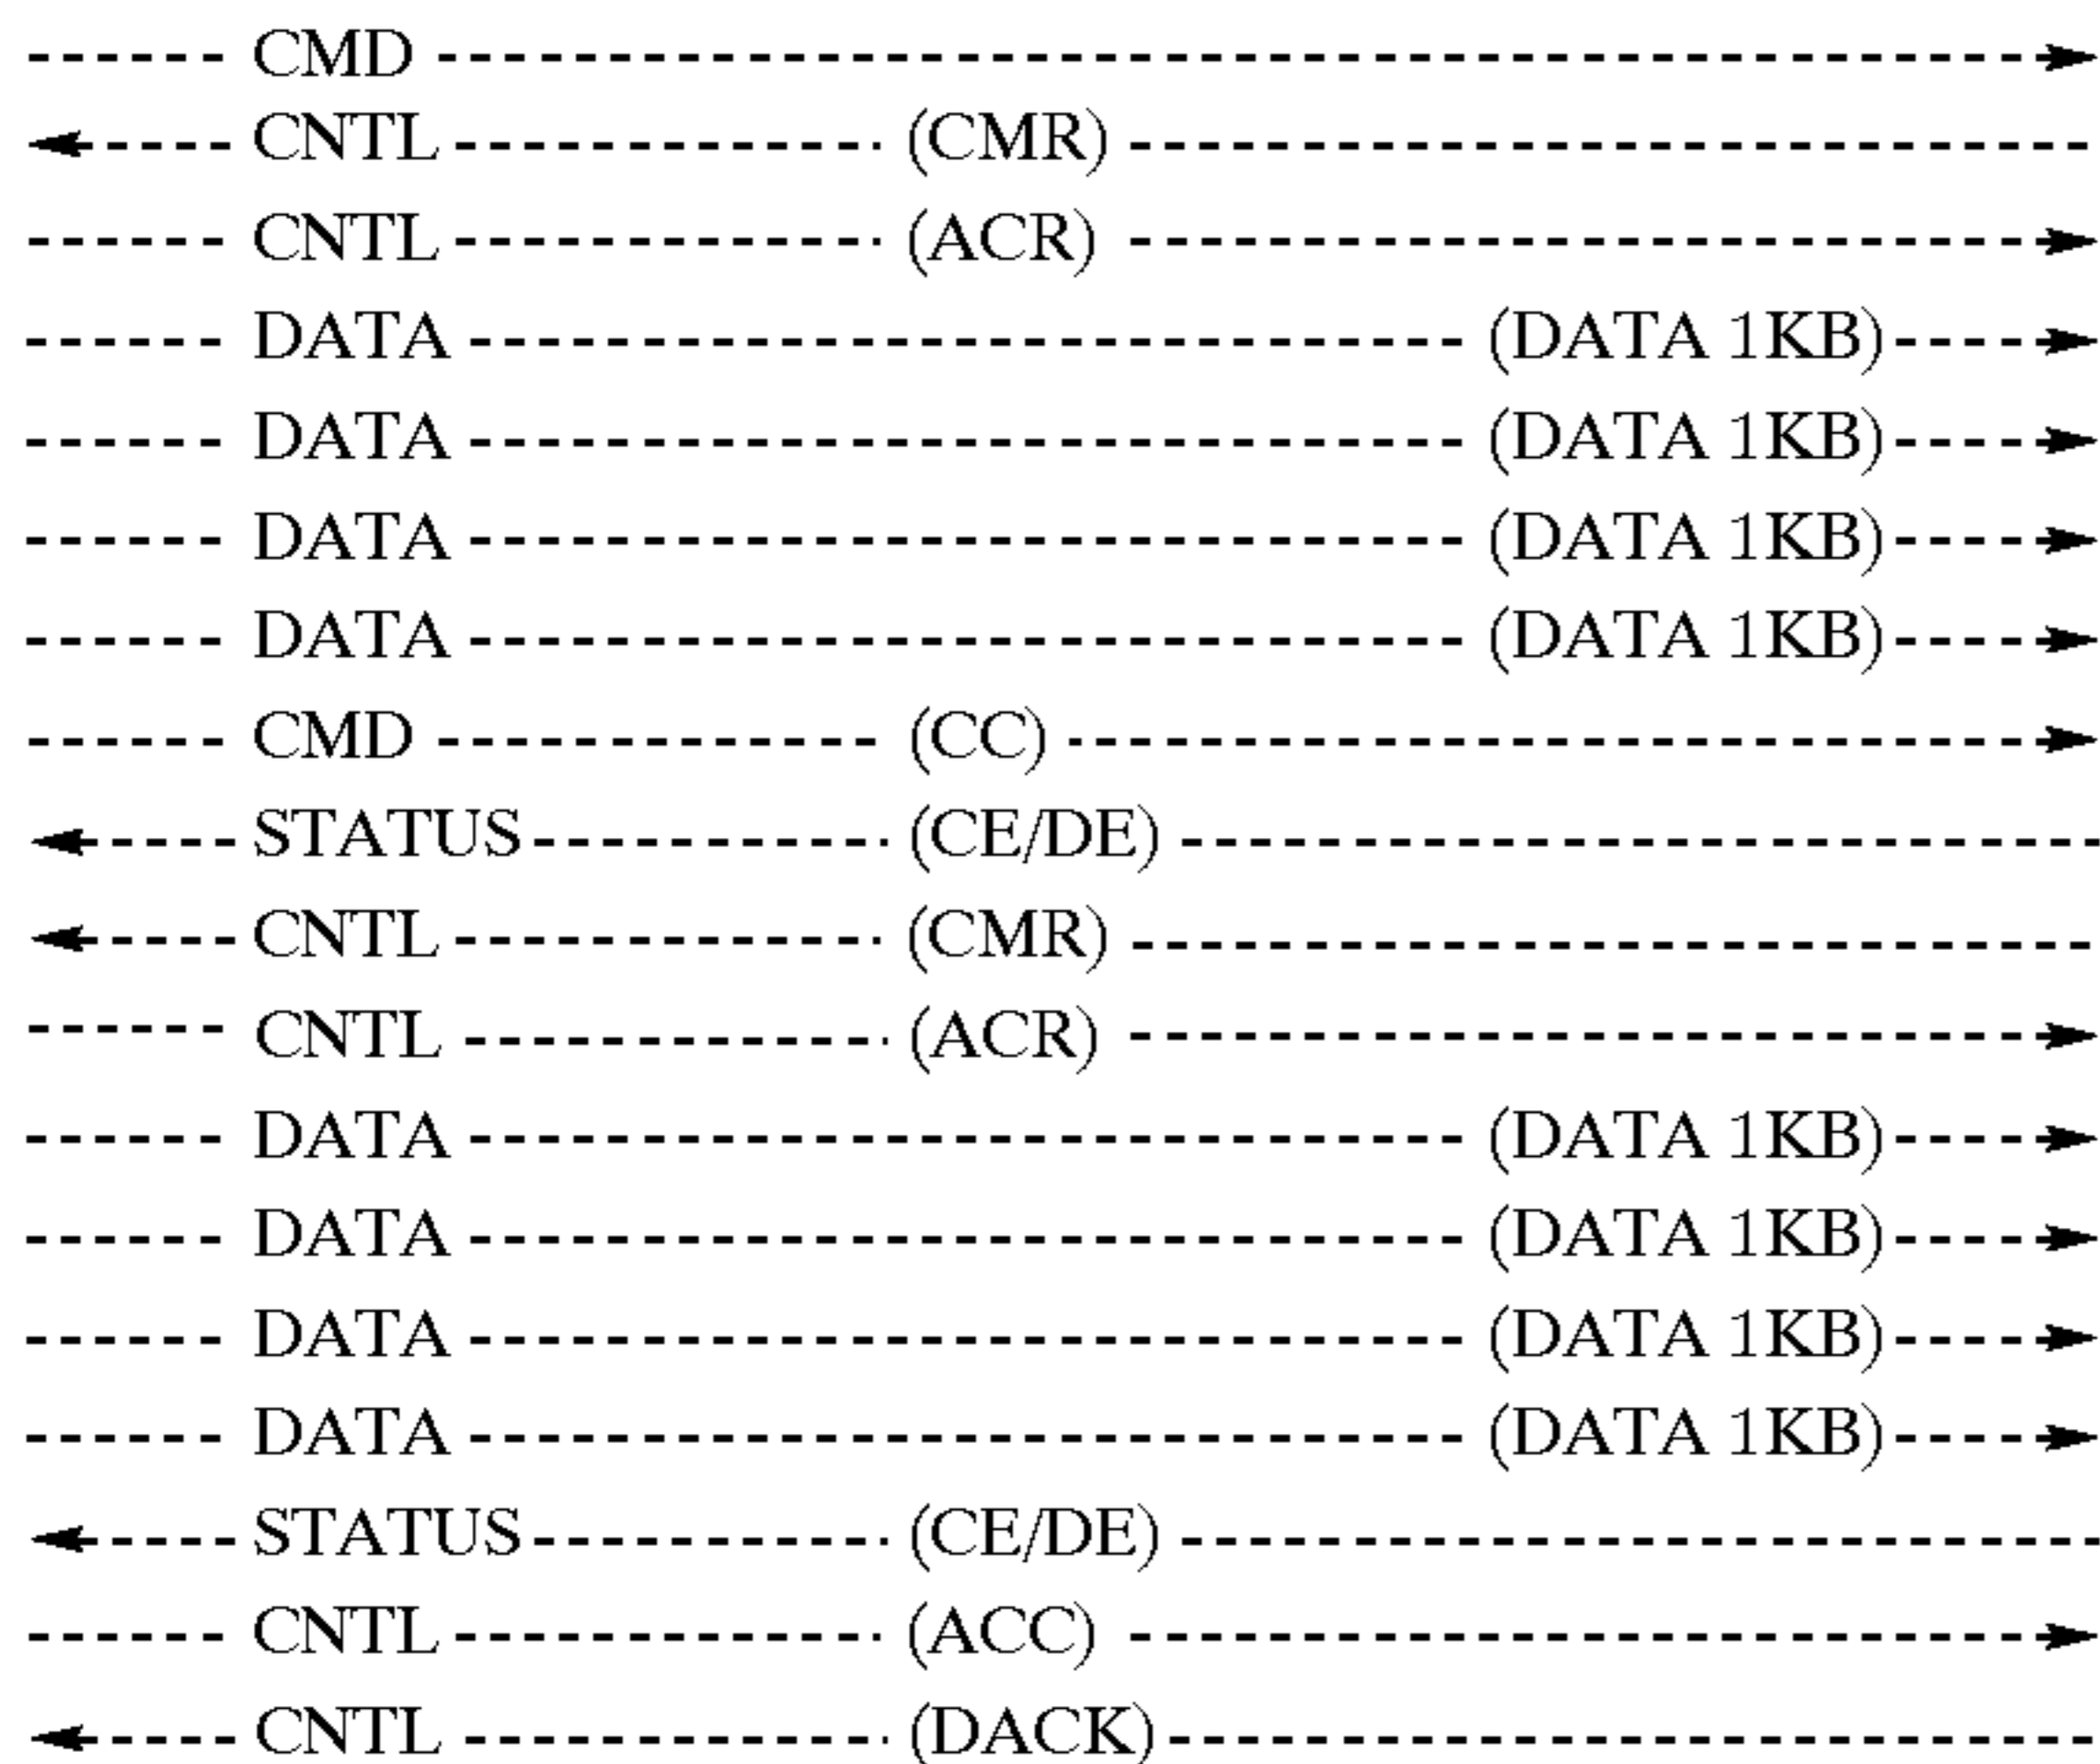 CMD
CNTL (CMR)
CNTL (ACR)
DATA (DATA 1KB)
DATA (DATA 1KB)
DATA (DATA 1KB)
DATA (DATA 1KB)
CMD (CC)
STATUS (CE/DE)
CNTL (CMR)
CNTL (ACR)
DATA (DATA 1KB)
DATA (DATA 1KB)
DATA (DATA 1KB)
DATA (DATA 1KB)
STATUS (CE/DE)
CNTL (ACC)
CNTL (DACK)